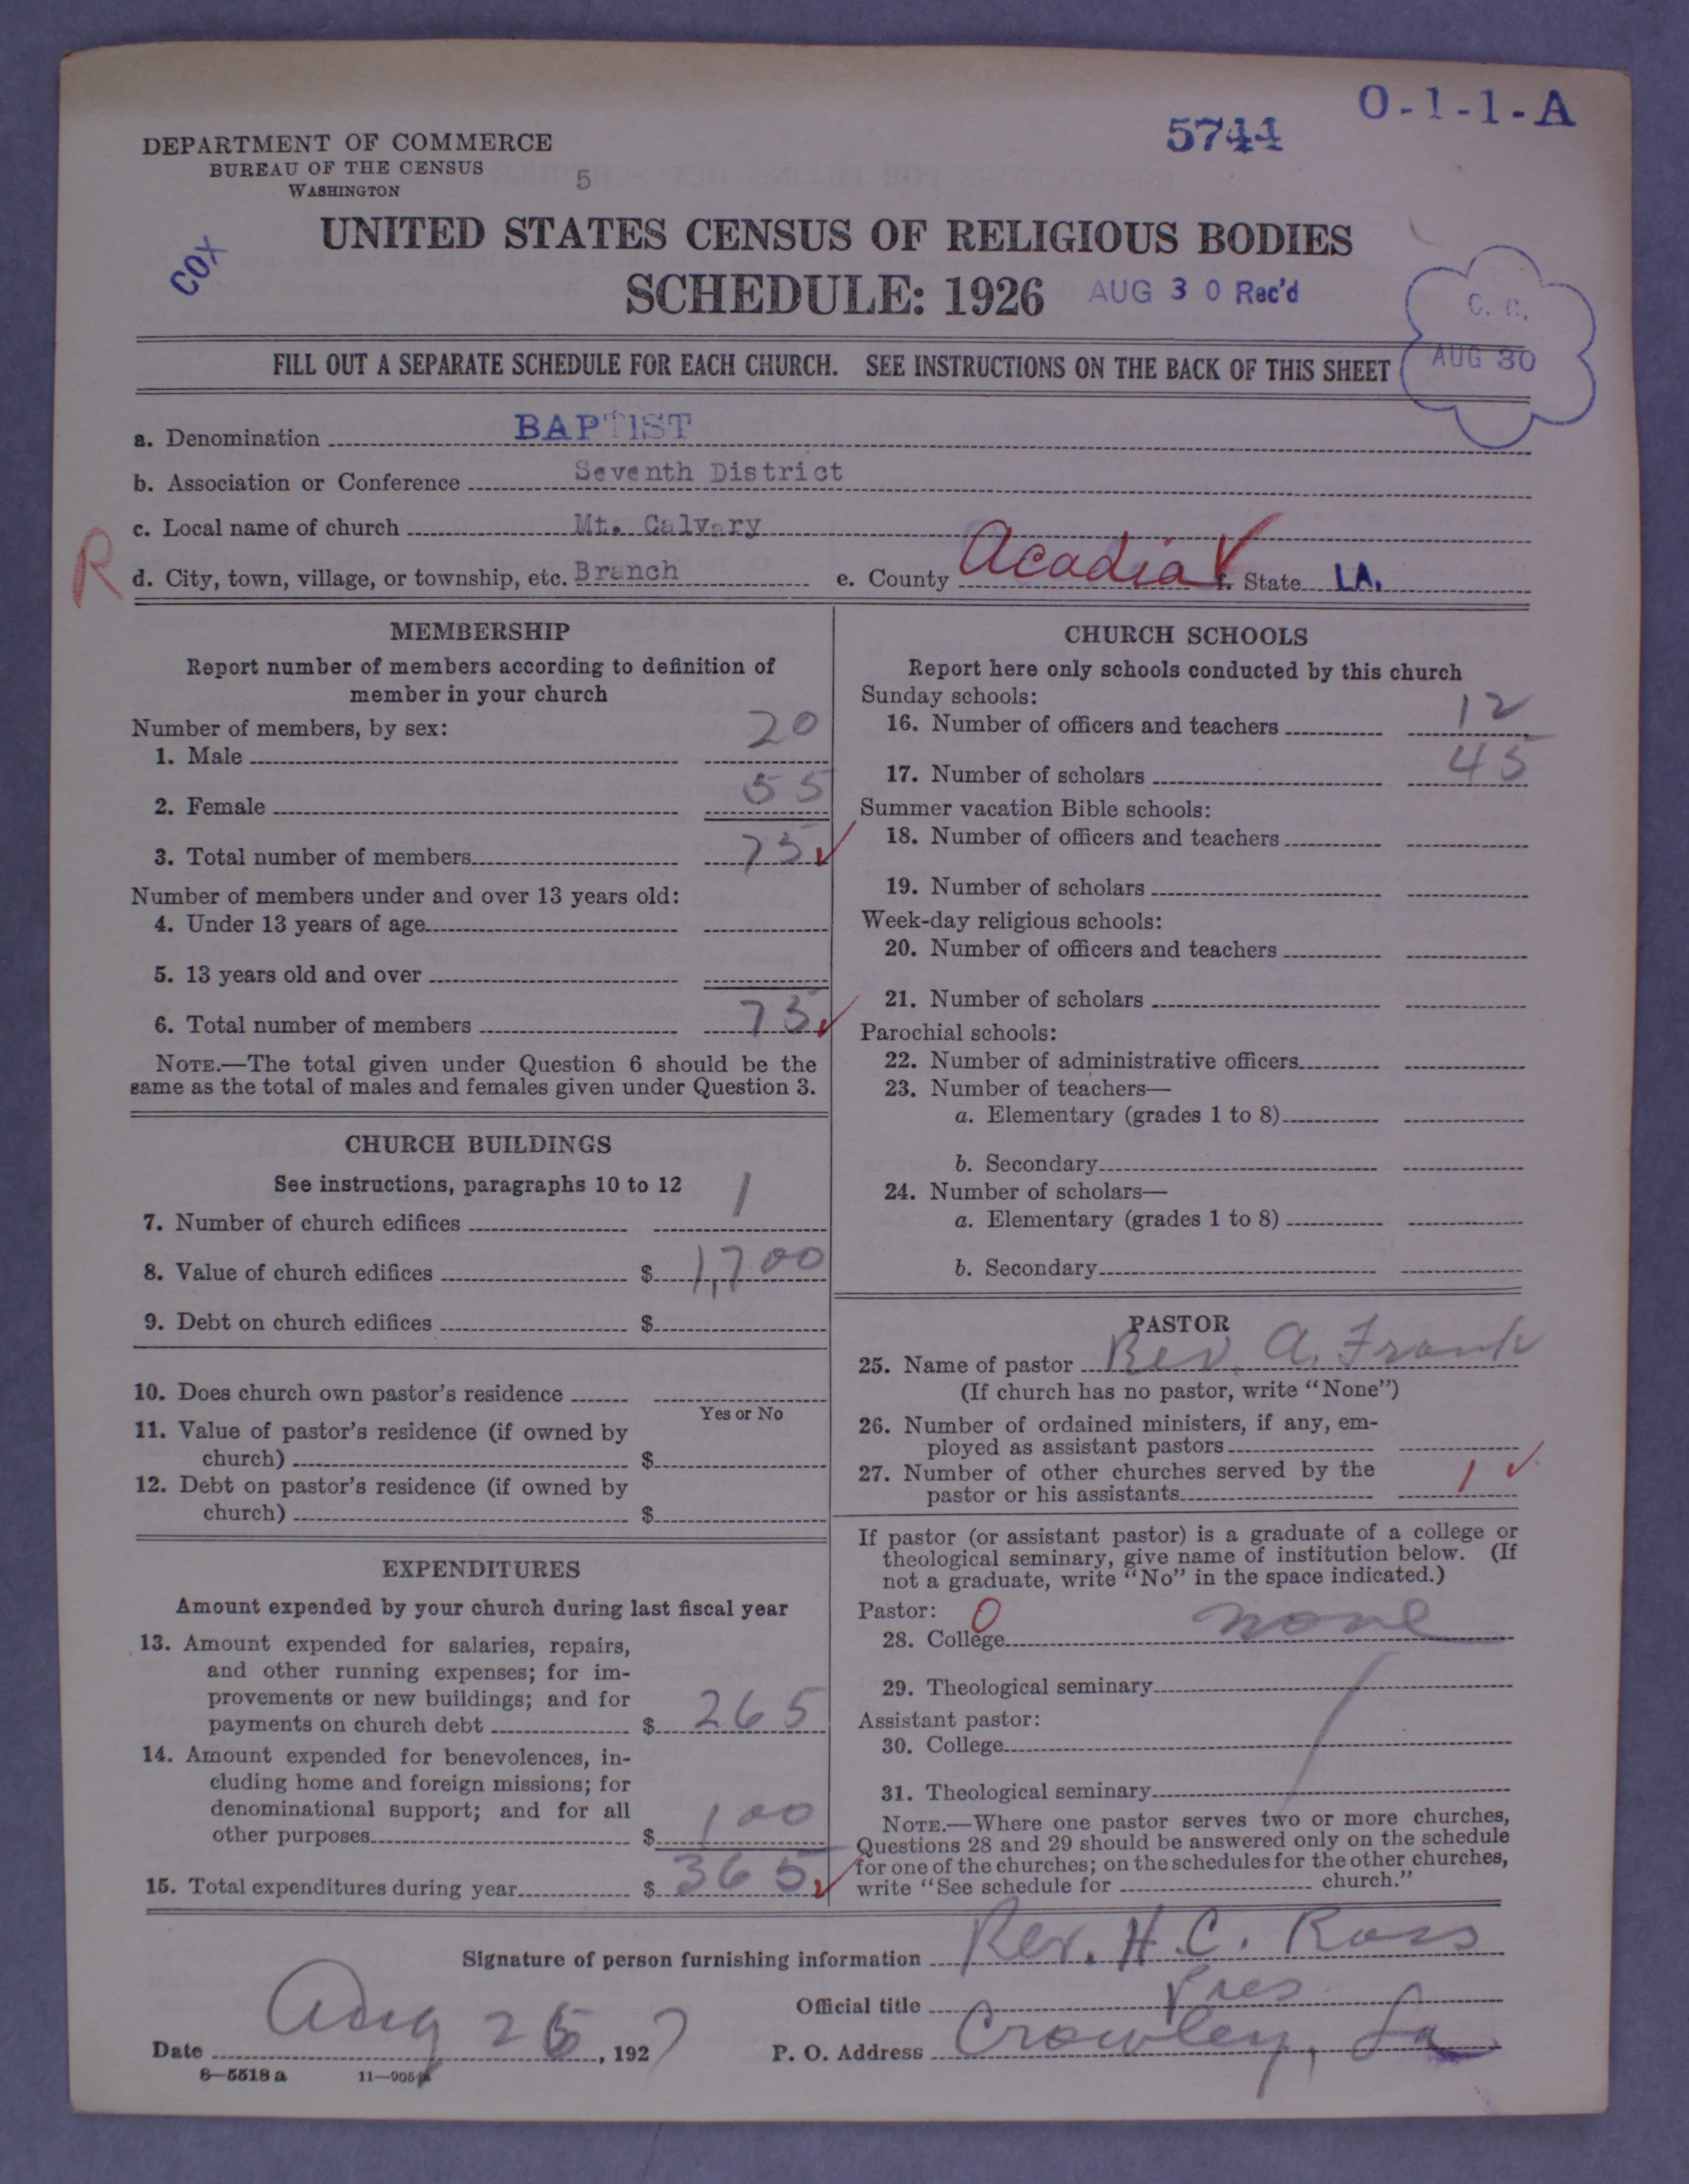 O-1-1-A
5744
DEPARTMENT OF COMMERCE
BUREAU OF THE CENSUS
WASHINGTON
5
COX
UNITED STATES CENSUS OF RELIGIOUS BODIES
SCHEDULE: 1926
AUG 30 Rec'd
C. C.
AUG 30
FILL OUT A SEPARATE SCHEDULE FOR EACH CHURCH. SEE INSTRUCTIONS ON THE BACK OF THIS SHEET
a. Denomination BAPTIST
b. Association or Conference Seventh District
c. Local name of church Mt. Calvary
R
d. City, town, village, or township, etc. Branch e. County Acadia f. State LA.
MEMBERSHIP
Report number of members according to definition of
member in your church
Number of members, by sex:
1. Male 20
2. Female 55
3. Total number of members 75
Number of members under and over 13 years old:
4. Under 13 years of age
5. 13 years old and over
6. Total number of members 75
NOTE.—The total given under Question 6 should be the
same as the total of males and females given under Question 3.
CHURCH BUILDINGS
See instructions, paragraphs 10 to 12
7. Number of church edifices 1
8. Value of church edifices $ 1,700
9. Debt on church edifices $
10. Does church own pastor's residence
Yes or No
11. Value of pastor's residence (if owned by
church) $
12. Debt on pastor's residence (if owned by
church) $
EXPENDITURES
Amount expended by your church during last fiscal year
13. Amount expended for salaries, repairs,
and other running expenses; for im-
provements or new buildings; and for
payments on church debt $ 265
14. Amount expended for benevolences, in-
cluding home and foreign missions; for
denominational support; and for all
other purposes $ 100
15. Total expenditures during year $ 365
CHURCH SCHOOLS
Report here only schools conducted by this church
Sunday schools:
16. Number of officers and teachers 12
17. Number of scholars 45
Summer vacation Bible schools:
18. Number of officers and teachers
19. Number of scholars
Week-day religious schools:
20. Number of officers and teachers
21. Number of scholars
Parochial schools:
22. Number of administrative officers
23. Number of teachers—
a. Elementary (grades 1 to 8)
b. Secondary
24. Number of scholars—
a. Elementary (grades 1 to 8)
b. Secondary
PASTOR
25. Name of pastor Rev. A. Frank
(If church has no pastor, write "None")
26. Number of ordained ministers, if any, em-
ployed as assistant pastors
27. Number of other churches served by the
pastor or his assistants 1
If pastor (or assistant pastor) is a graduate of a college or
theological seminary, give name of institution below. (If
not a graduate, write "No" in the space indicated.)
Pastor: 0
28. College none
29. Theological seminary
Assistant pastor:
30. College
31. Theological seminary
NOTE.—Where one pastor serves two or more churches,
Questions 28 and 29 should be answered only on the schedule
for one of the churches; on the schedules for the other churches,
write "See schedule for church."
Signature of person furnishing information Rev. H. C. Ross
Official title Pres.
Date Aug 25, 1927 P. O. Address Crowley, La
8—5518 a